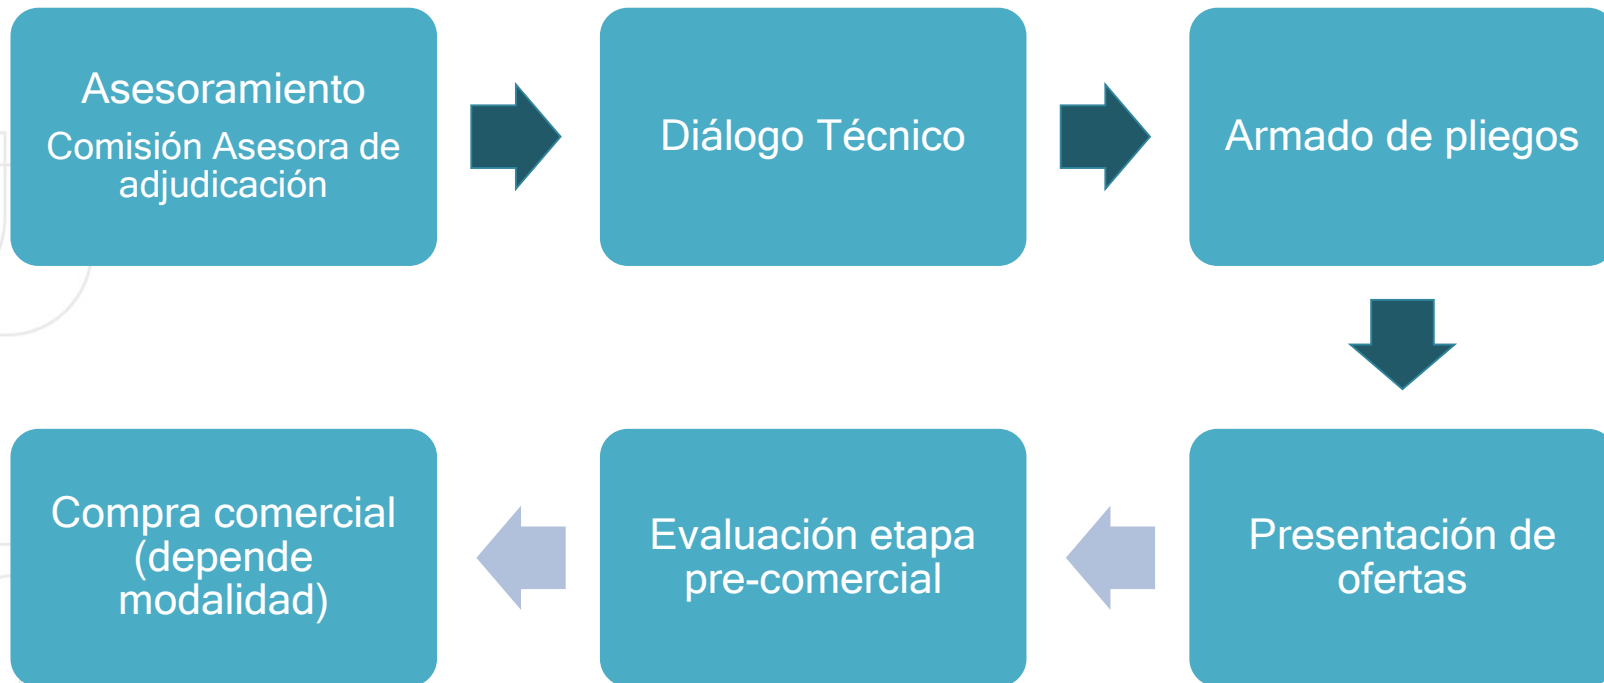 Asesoramiento
Comisión Asesora de
adjudicación
Diálogo Técnico
Armado de pliegos
Presentación de
ofertas
Evaluación etapa
pre-comercial
Compra comercial
(depende
modalidad)